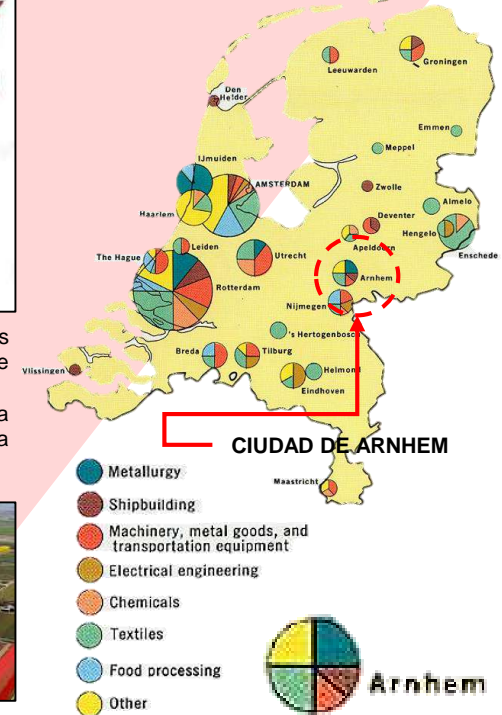 Leeuwarden
Groningen
Den
Helder
Emmen
Meppel
IJmuiden
AMSTERDAM
Zwolle
Haarlem
Almelo
Deventer
Hengelo
Leiden
Apeldoorn
The Hague
Utrecht
Enschede
Arnhem
Rotterdam
Nijmegen
's Hertogenbosch
s
e
Breda
Tilburg
Helmond
Vlissingen
Eindhoven
a
a
CIUDAD DE ARNHEM
Metallurgy
Maastricht
Shipbuilding
Machinery, metal goods, and
transportation equipment
Electrical engineering
Chemicals
Textiles
Food processing
Arnhem
Other